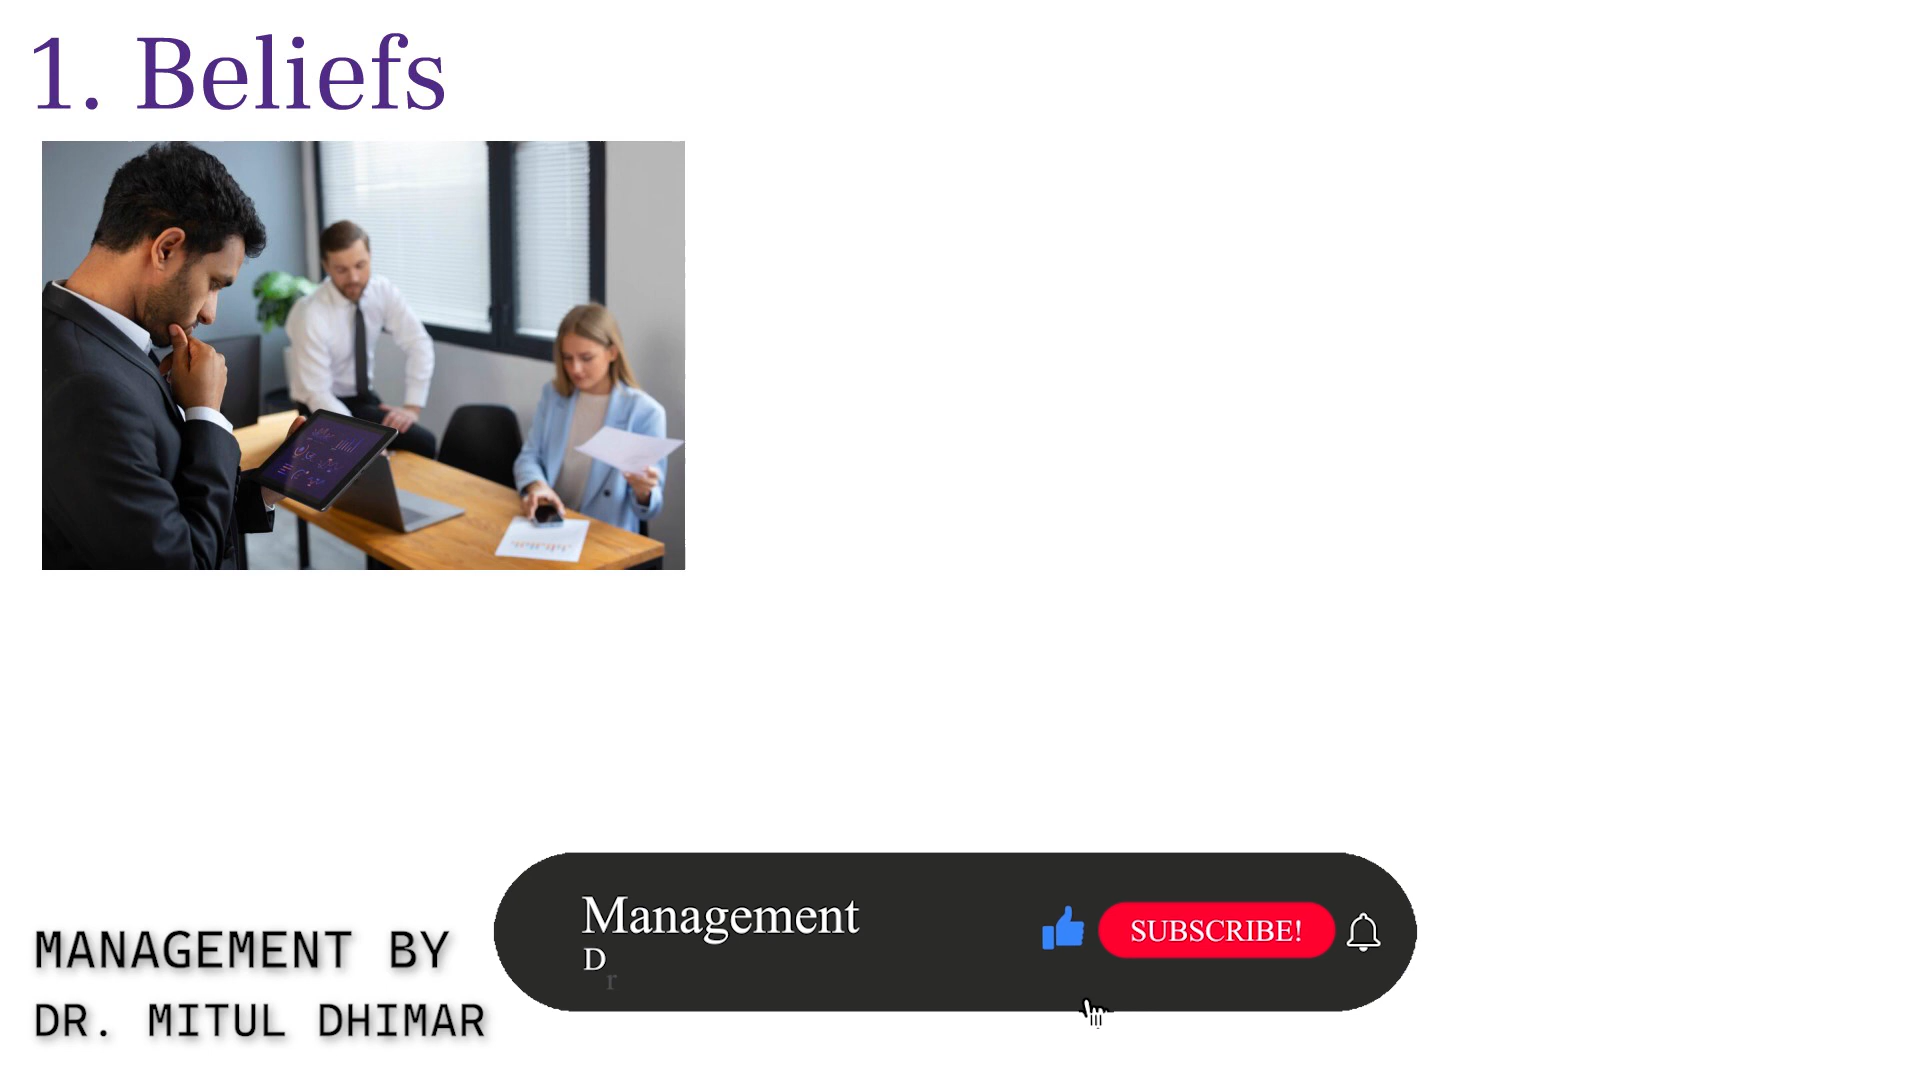 1. Beliefs
Management
D
r
SUBSCRIBE!
MANAGEMENT BY
DR. MITUL DHIMAR